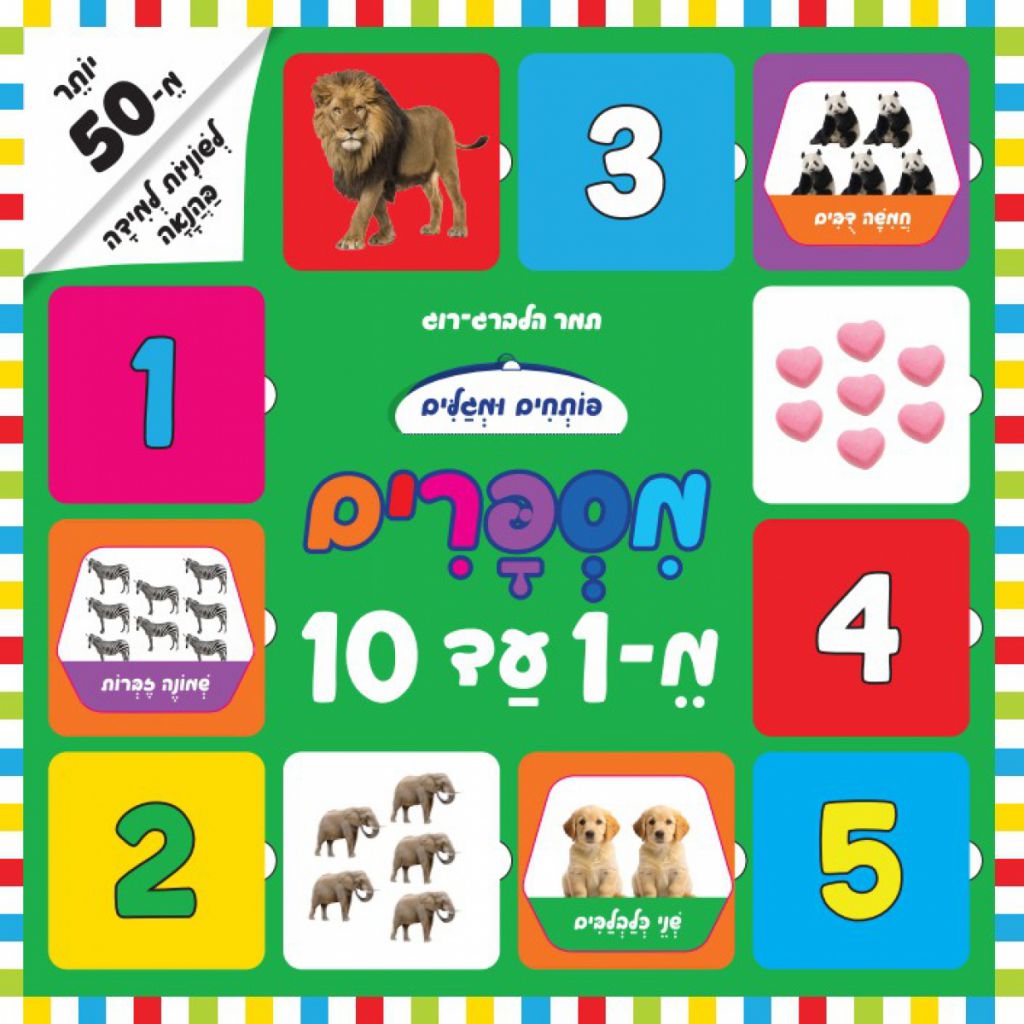 יוֹתֵר
מֵ-50
לְשׁוֹנִיּוֹת לְמִידָה
בַּהֲנָאָה
3
חֲמִשָּׁה דֻּבִּים
1
תמר הלברג-רוג
פּוֹתְחִים וּמְגַלִּים
מִסְפָּרִים
מֵ-1 עַד 10
שְׁמוֹנֶה זֶבְּרוֹת
4
2
שְׁנֵי כְּלַבְלַבִּים
5